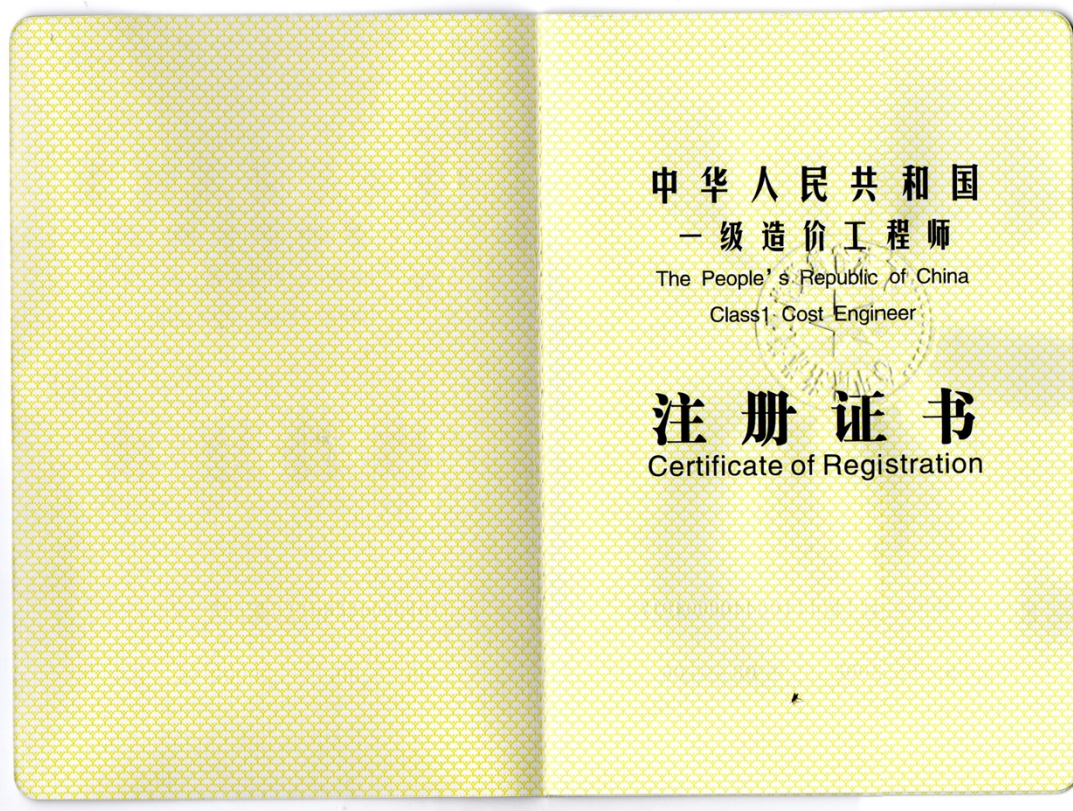 中华人民共和国
一级造价工程师
The People's Republic of China
Class1 Cost Engineer
注册证书
Certificate of Registration